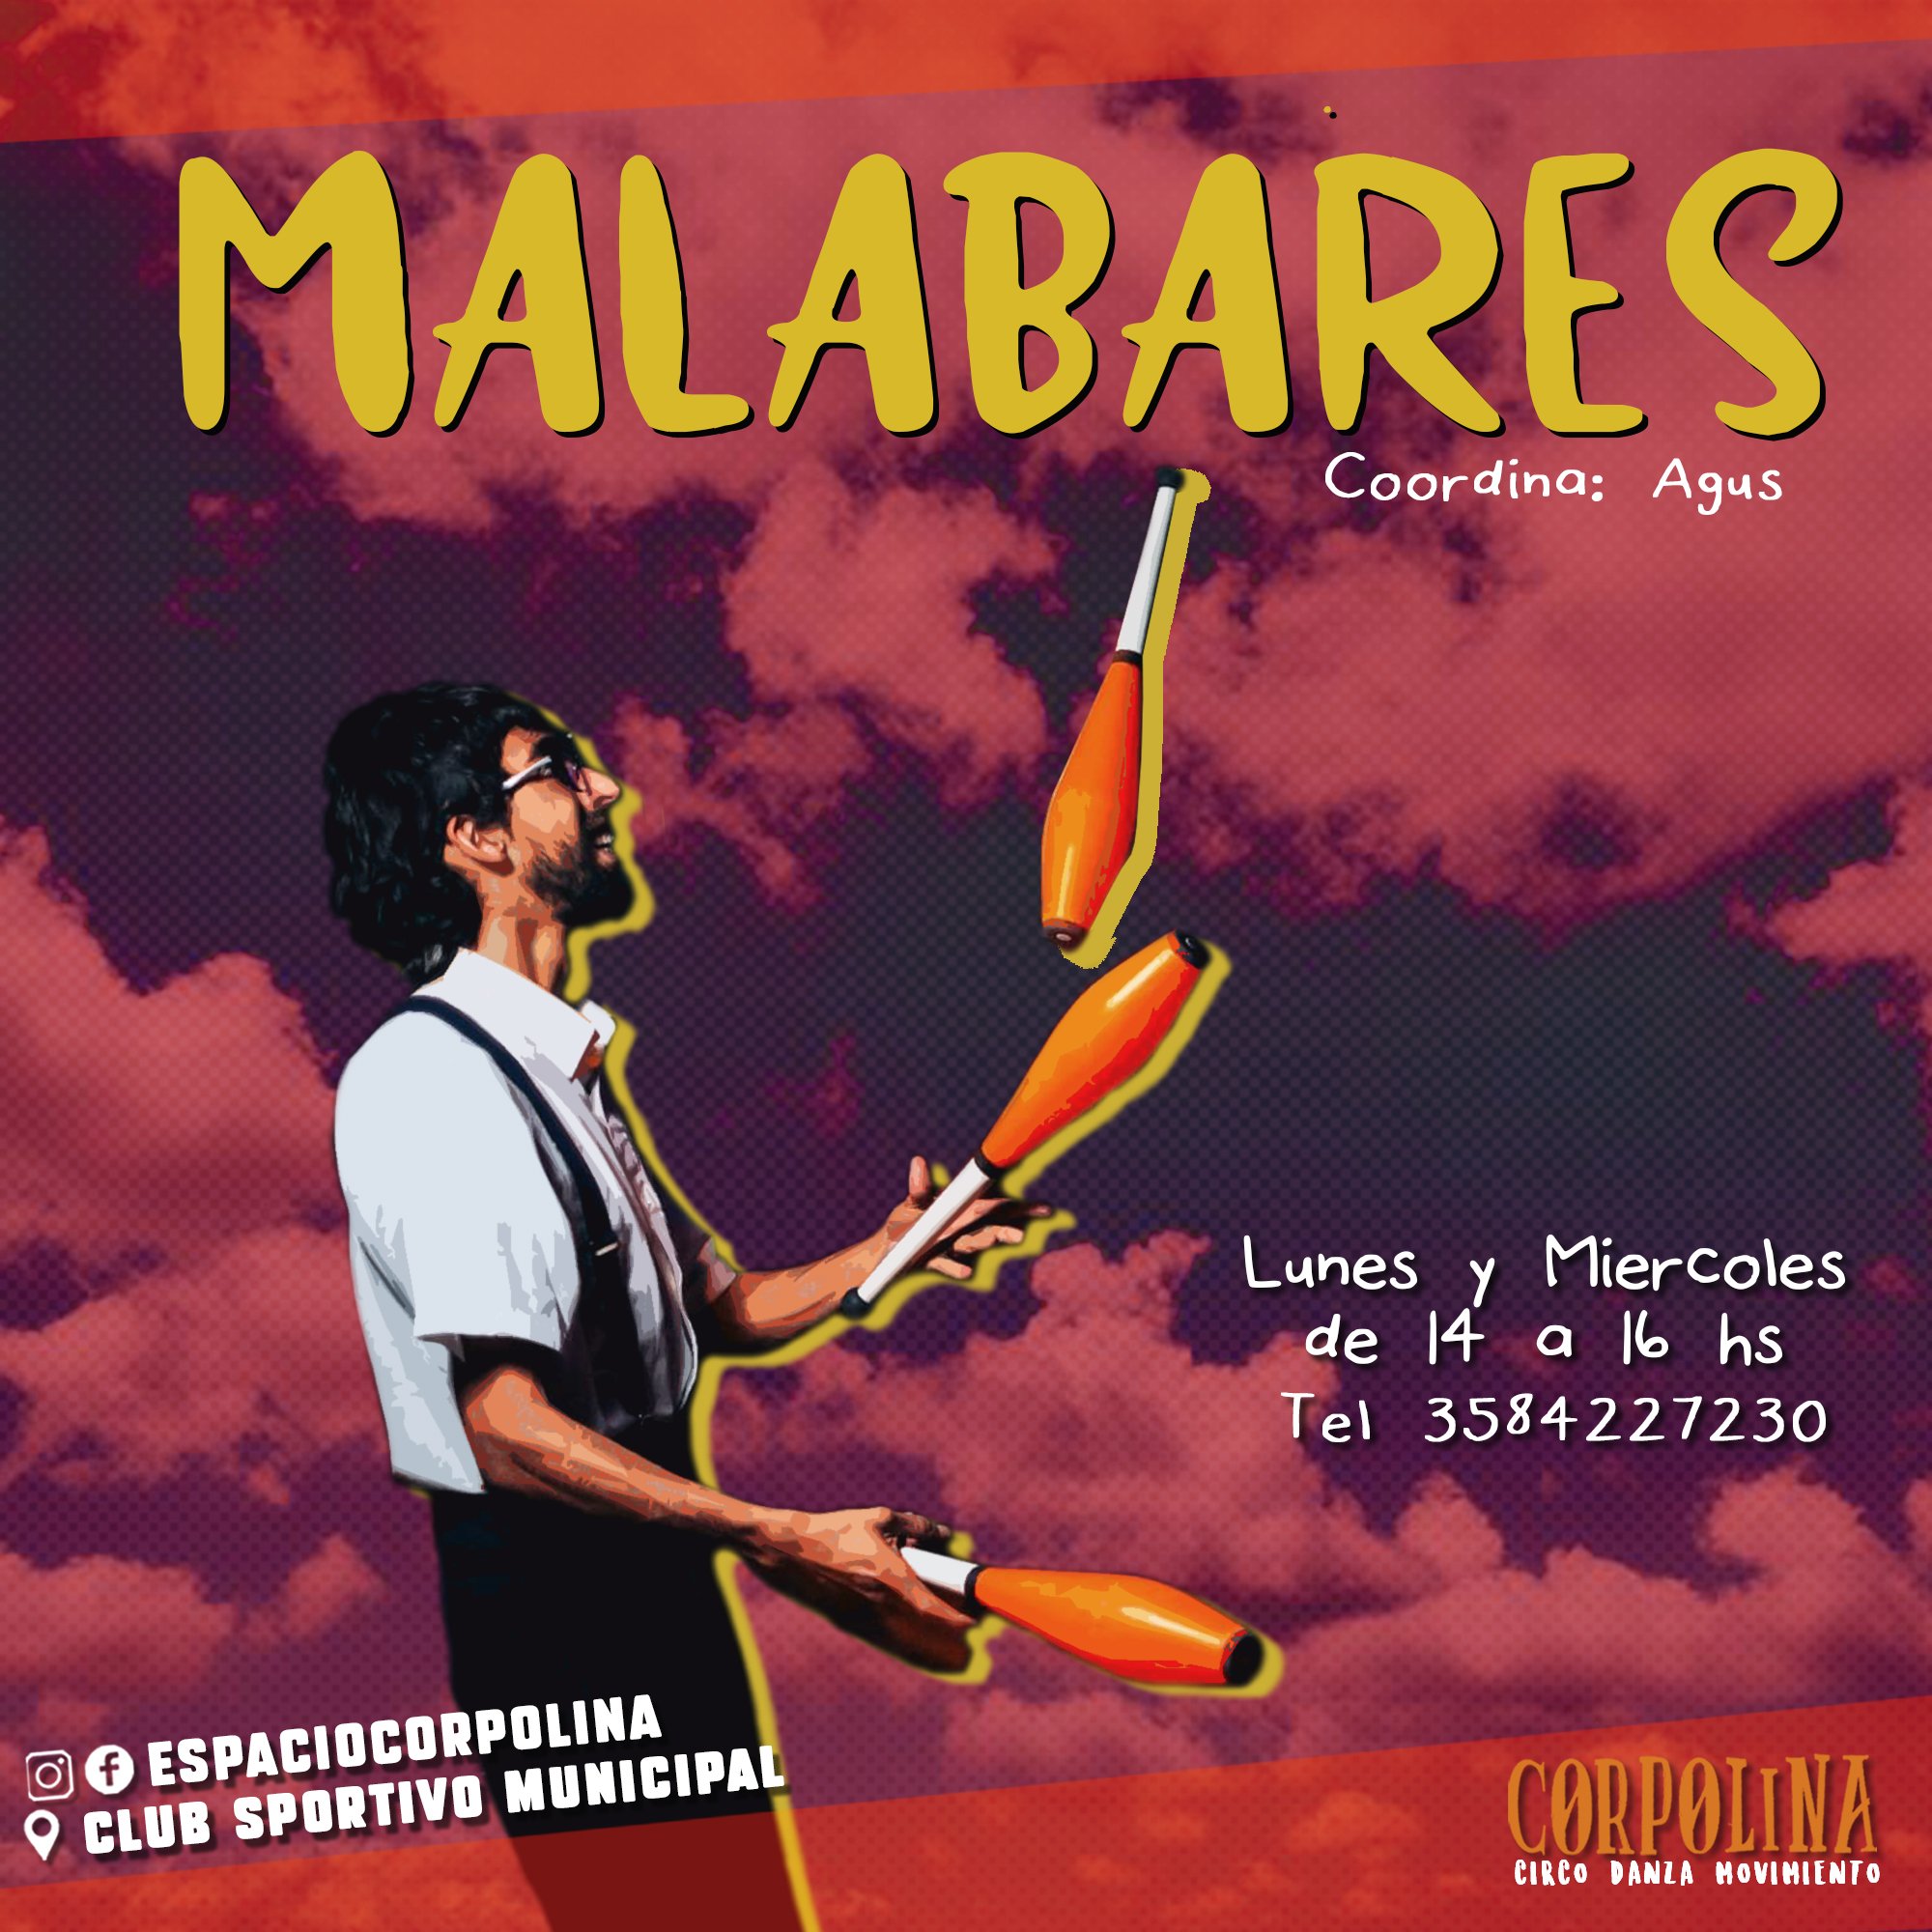 MALABARES
Coordina: Agus
Lunes y Miercoles
de 14 a 16 hs
Tel 3584227230
ESPACIOCORPOLINA
CLUB SPORTIVO MUNICIPAL
CORPOLiNA
CIRCO DANZA MOVIMIENTO